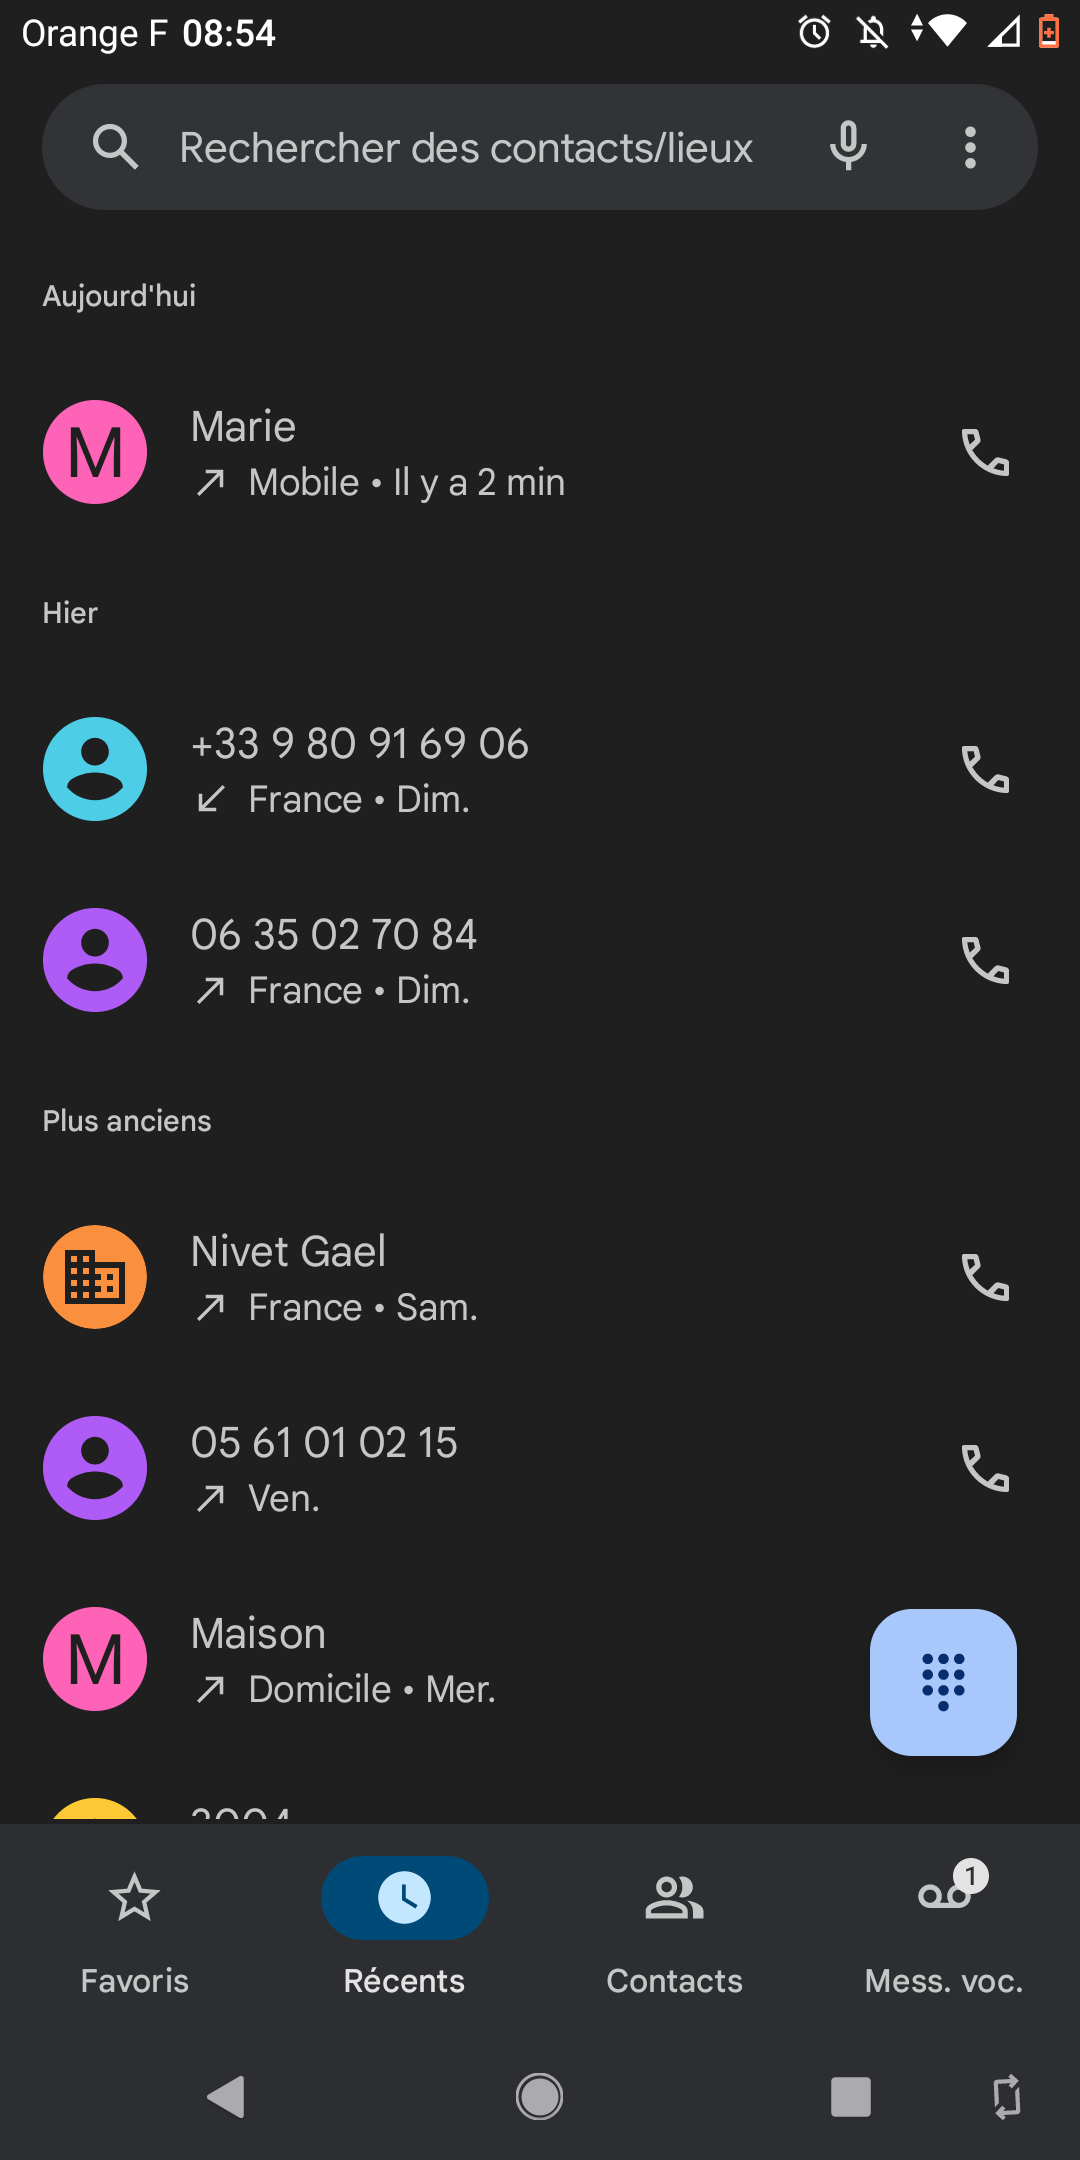 Orange F 08:54
Rechercher des contacts/lieux
Aujourd'hui
M
Marie
Mobile • Il y a 2 min
Hier
+33 9 80 91 69 06
France • Dim.
06 35 02 70 84
France • Dim.
Plus anciens
Nivet Gael
France • Sam.
05 61 01 02 15
Ven.
M
Maison
Domicile • Mer.
1
Favoris
Récents
Contacts
Mess. voc.